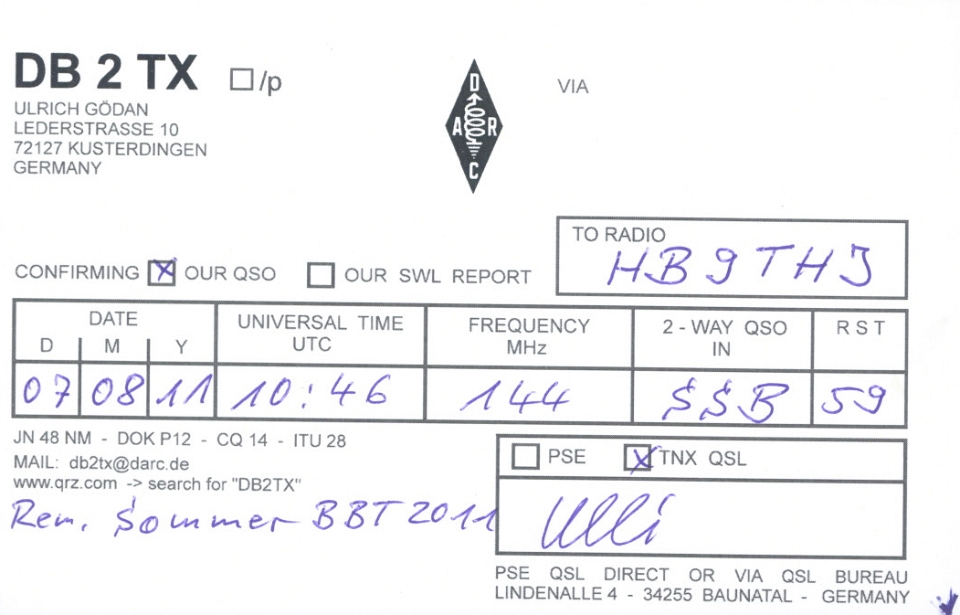 DB 2 TX □/p
ULRICH GÖDAN
LEDERSTRASSE 10
72127 KUSTERDINGEN
GERMANY
D
A R
C
VIA
TO RADIO
HB9THJ
CONFIRMING ☒ OUR QSO □ OUR SWL REPORT
DATE
D M Y
UNIVERSAL TIME
UTC
FREQUENCY
MHz
2 - WAY QSO
IN
R S T
07 08 11 10:46 144 SSB 59
JN 48 NM - DOK P12 - CQ 14 - ITU 28
MAIL: db2tx@darc.de
www.qrz.com -> search for "DB2TX"
Rem. Sommer BBT 2011
□ PSE ☒ TNX QSL
Ulli
PSE QSL DIRECT OR VIA QSL BUREAU
LINDENALLE 4 - 34255 BAUNATAL - GERMANY